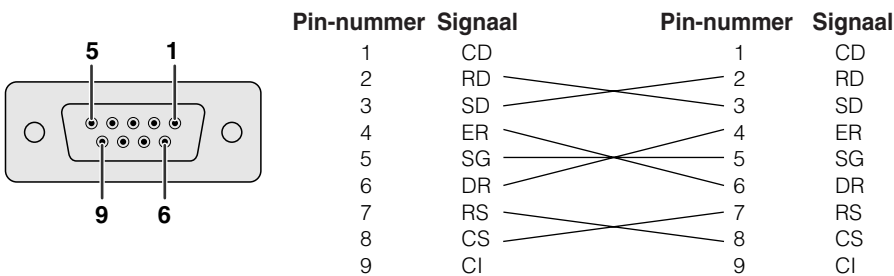 Pin-nummer Signaal Pin-nummer Signaal
5 1
1 CD 1 CD
2 RD 2 RD
3 SD 3 SD
4 ER 4 ER
5 SG 5 SG
6 DR 6 DR
9 6
7 RS 7 RS
8 CS 8 CS
9 CI 9 CI